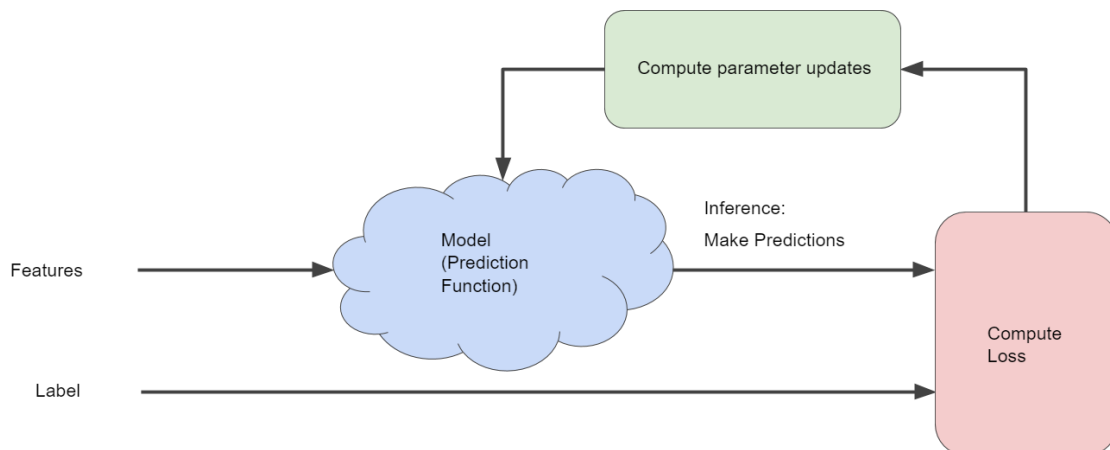 Compute parameter updates
Inference:
Make Predictions
Model
(Prediction
Function)
Features
Compute
Loss
Label